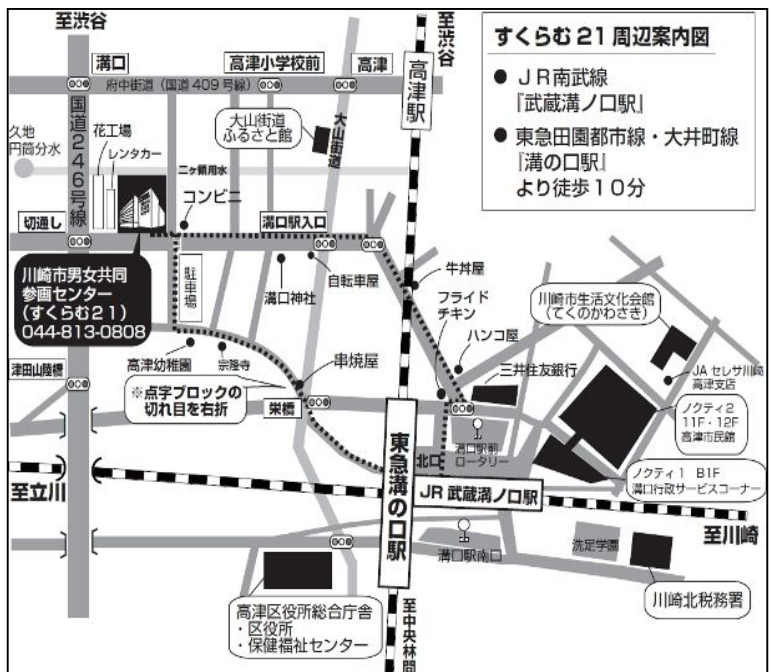 至渋谷
至渋谷
すくらむ21周辺案内図
● JR南武線
『武蔵溝ノ口駅』
● 東急田園都市線・大井町線
『溝の口駅』
より徒歩10分
溝口
高津小学校前
高津
高津駅
府中街道(国道409号線)
国道246号線
久地
円筒分水
花工場
レンタカー
大山街道
ふるさと館
大山街道
二ヶ領用水
コンビニ
切通し
溝口駅入口
川崎市男女共同
参画センター
(すくらむ21)
044-813-0808
駐車場
溝口神社
自転車屋
牛丼屋
フライド
チキン
ハンコ屋
川崎市生活文化会館
(てくのかわさき)
三井住友銀行
JA セレサ川崎
高津支店
高津幼稚園
宗隆寺
串焼屋
津田山陸橋
※点字ブロックの
切れ目を右折
栄橋
ノクティ2
11F・12F
高津市民館
溝口駅前
ロータリー
北口
ノクティ1 B1F
溝口行政サービスコーナー
至立川
東急溝の口駅
JR 武蔵溝ノ口駅
至川崎
溝口駅南口
洗足学園
川崎北税務署
高津区役所総合庁舎
・区役所
・保健福祉センター
至中央林間